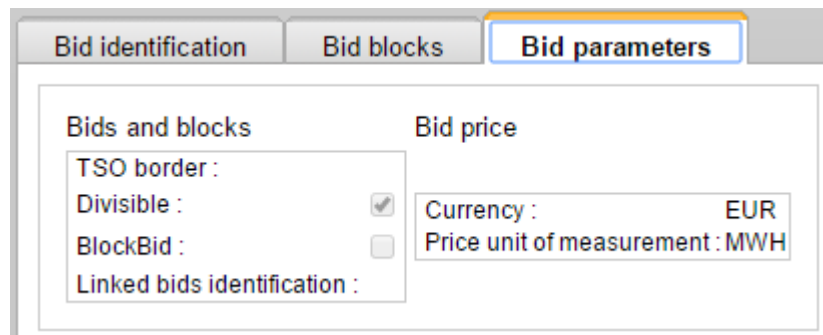 Bid identification Bid blocks Bid parameters
Bids and blocks Bid price
TSO border :
Divisible :
BlockBid :
Linked bids identification :
Currency : EUR
Price unit of measurement : MWH